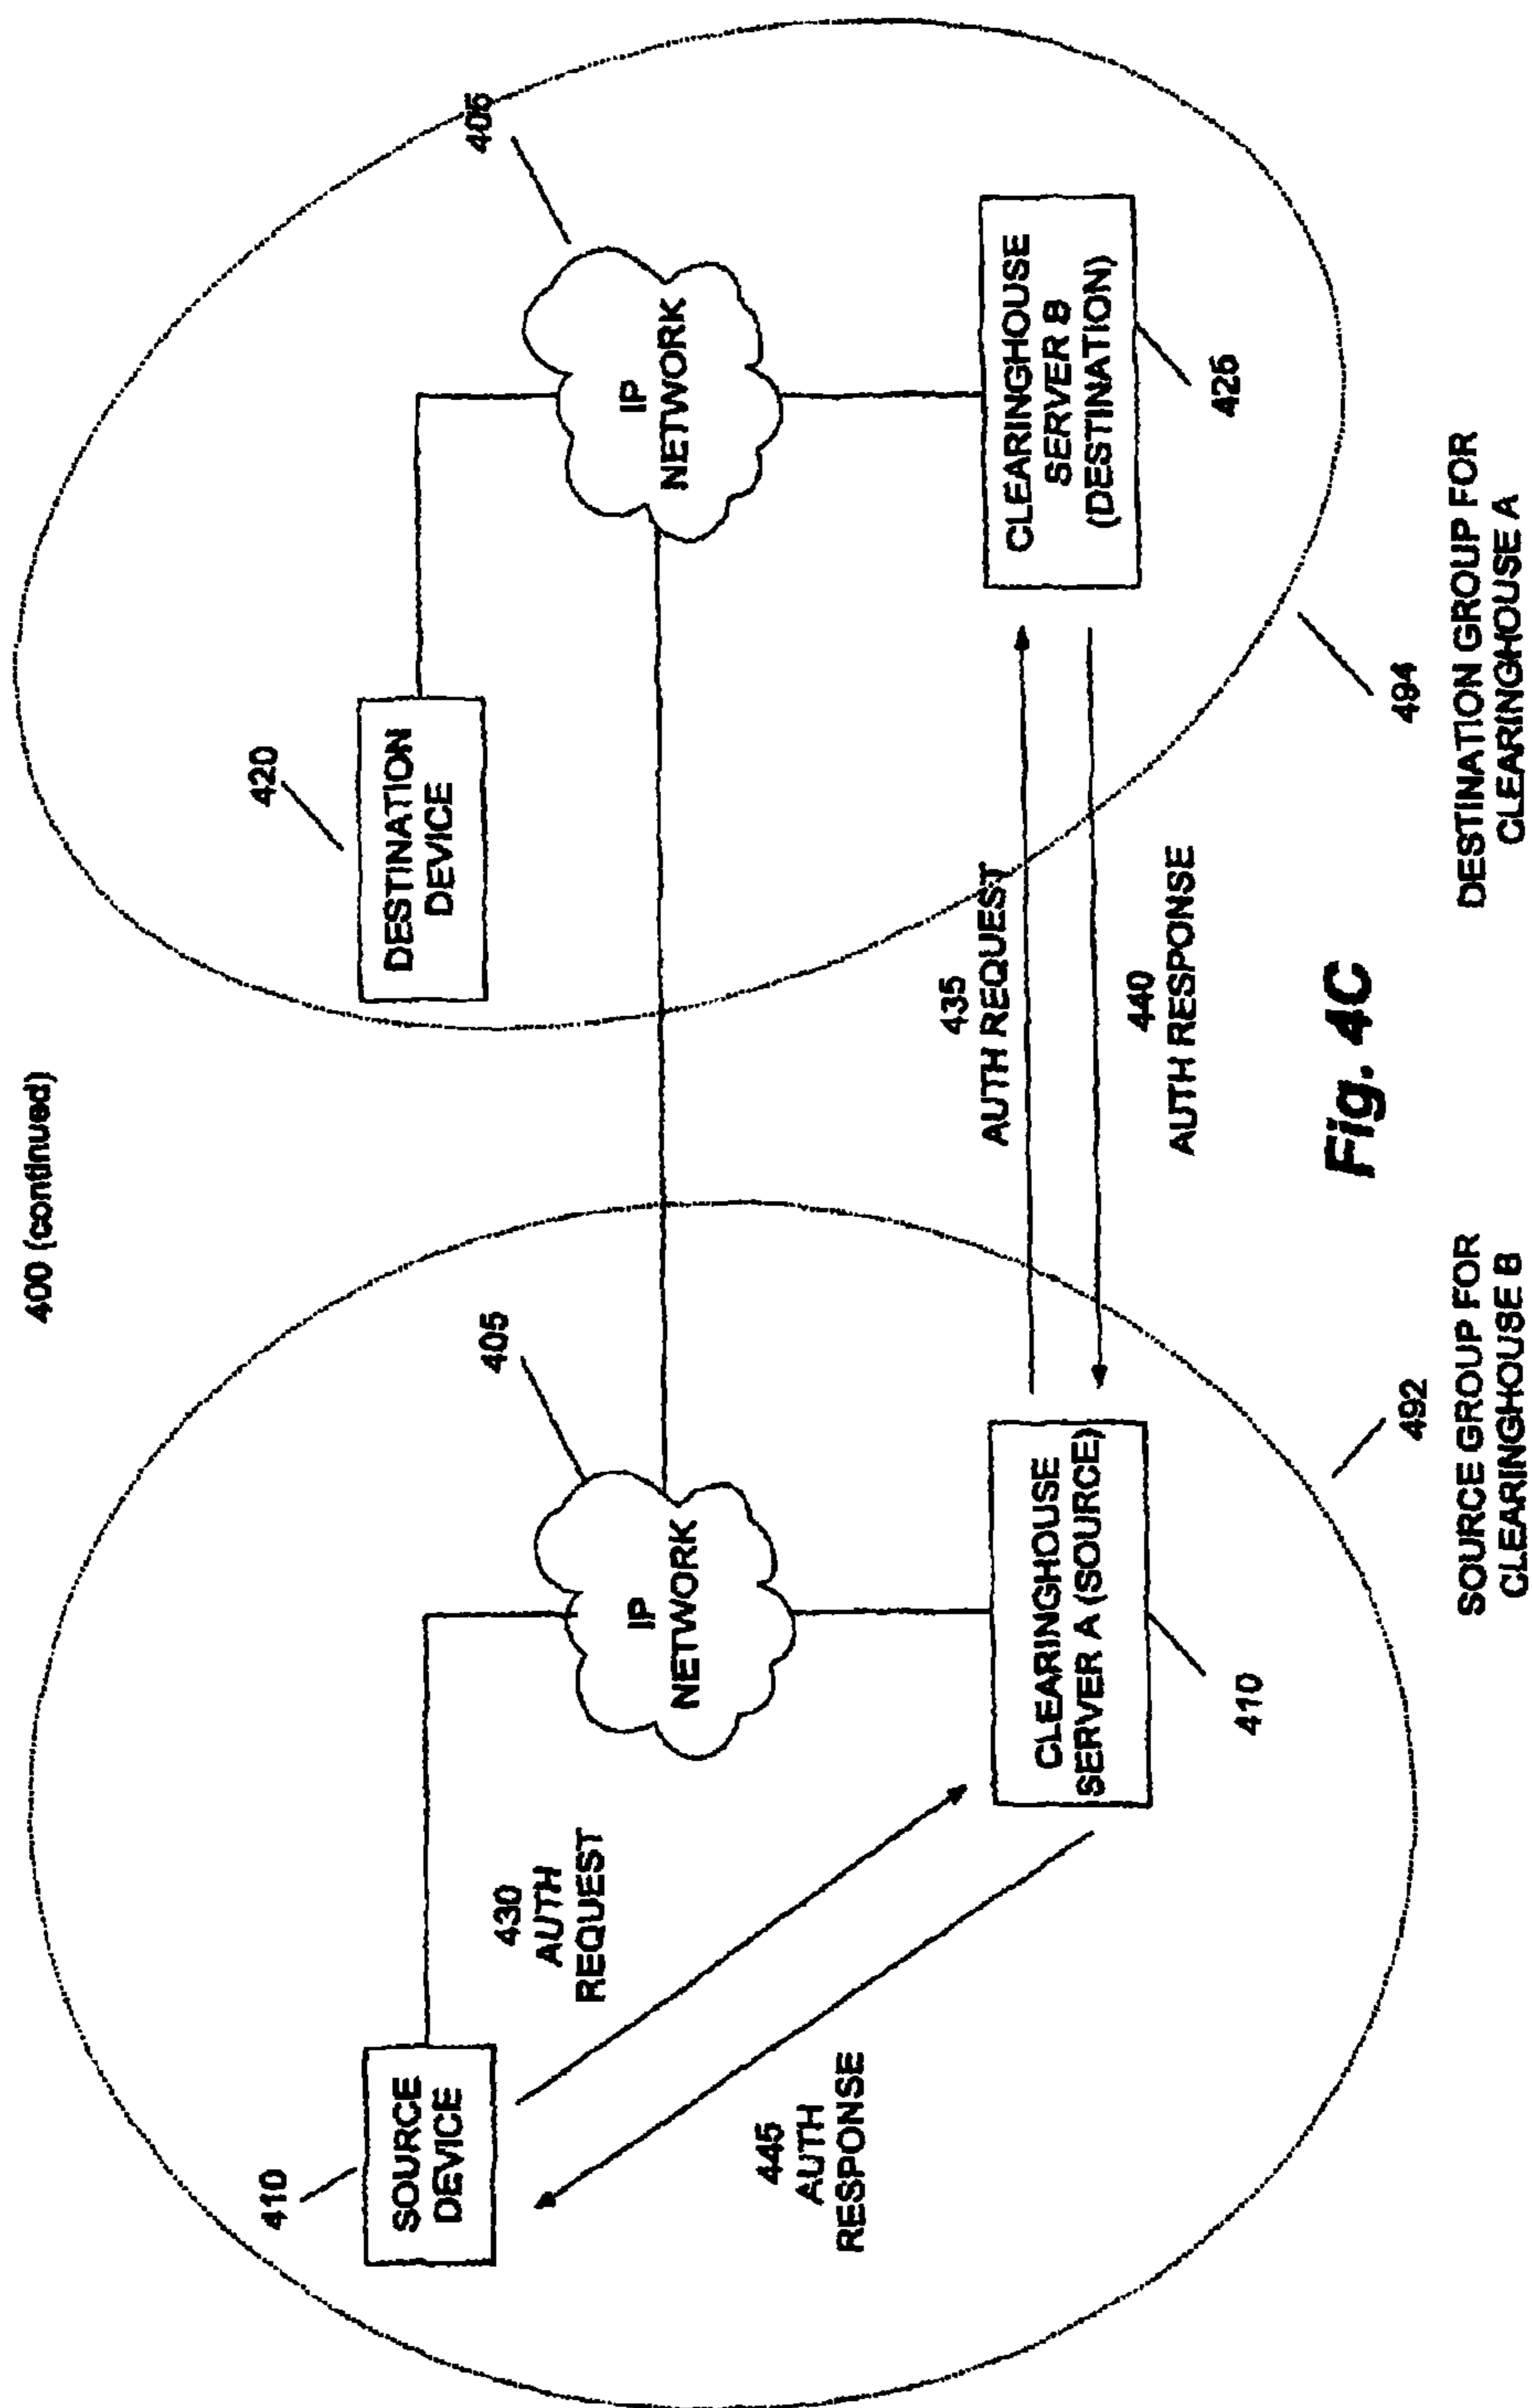 400 (continued)
410
SOURCE
DEVICE
430
AUTH
REQUEST
445
AUTH
RESPONSE
405
IP
NETWORK
CLEARINGHOUSE
SERVER A (SOURCE)
410
420
DESTINATION
DEVICE
405
IP
NETWORK
CLEARINGHOUSE
SERVER B
(DESTINATION)
425
435
AUTH REQUEST
440
AUTH RESPONSE
492
SOURCE GROUP FOR
CLEARINGHOUSE B
494
DESTINATION GROUP FOR
CLEARINGHOUSE A
Fig. 4C